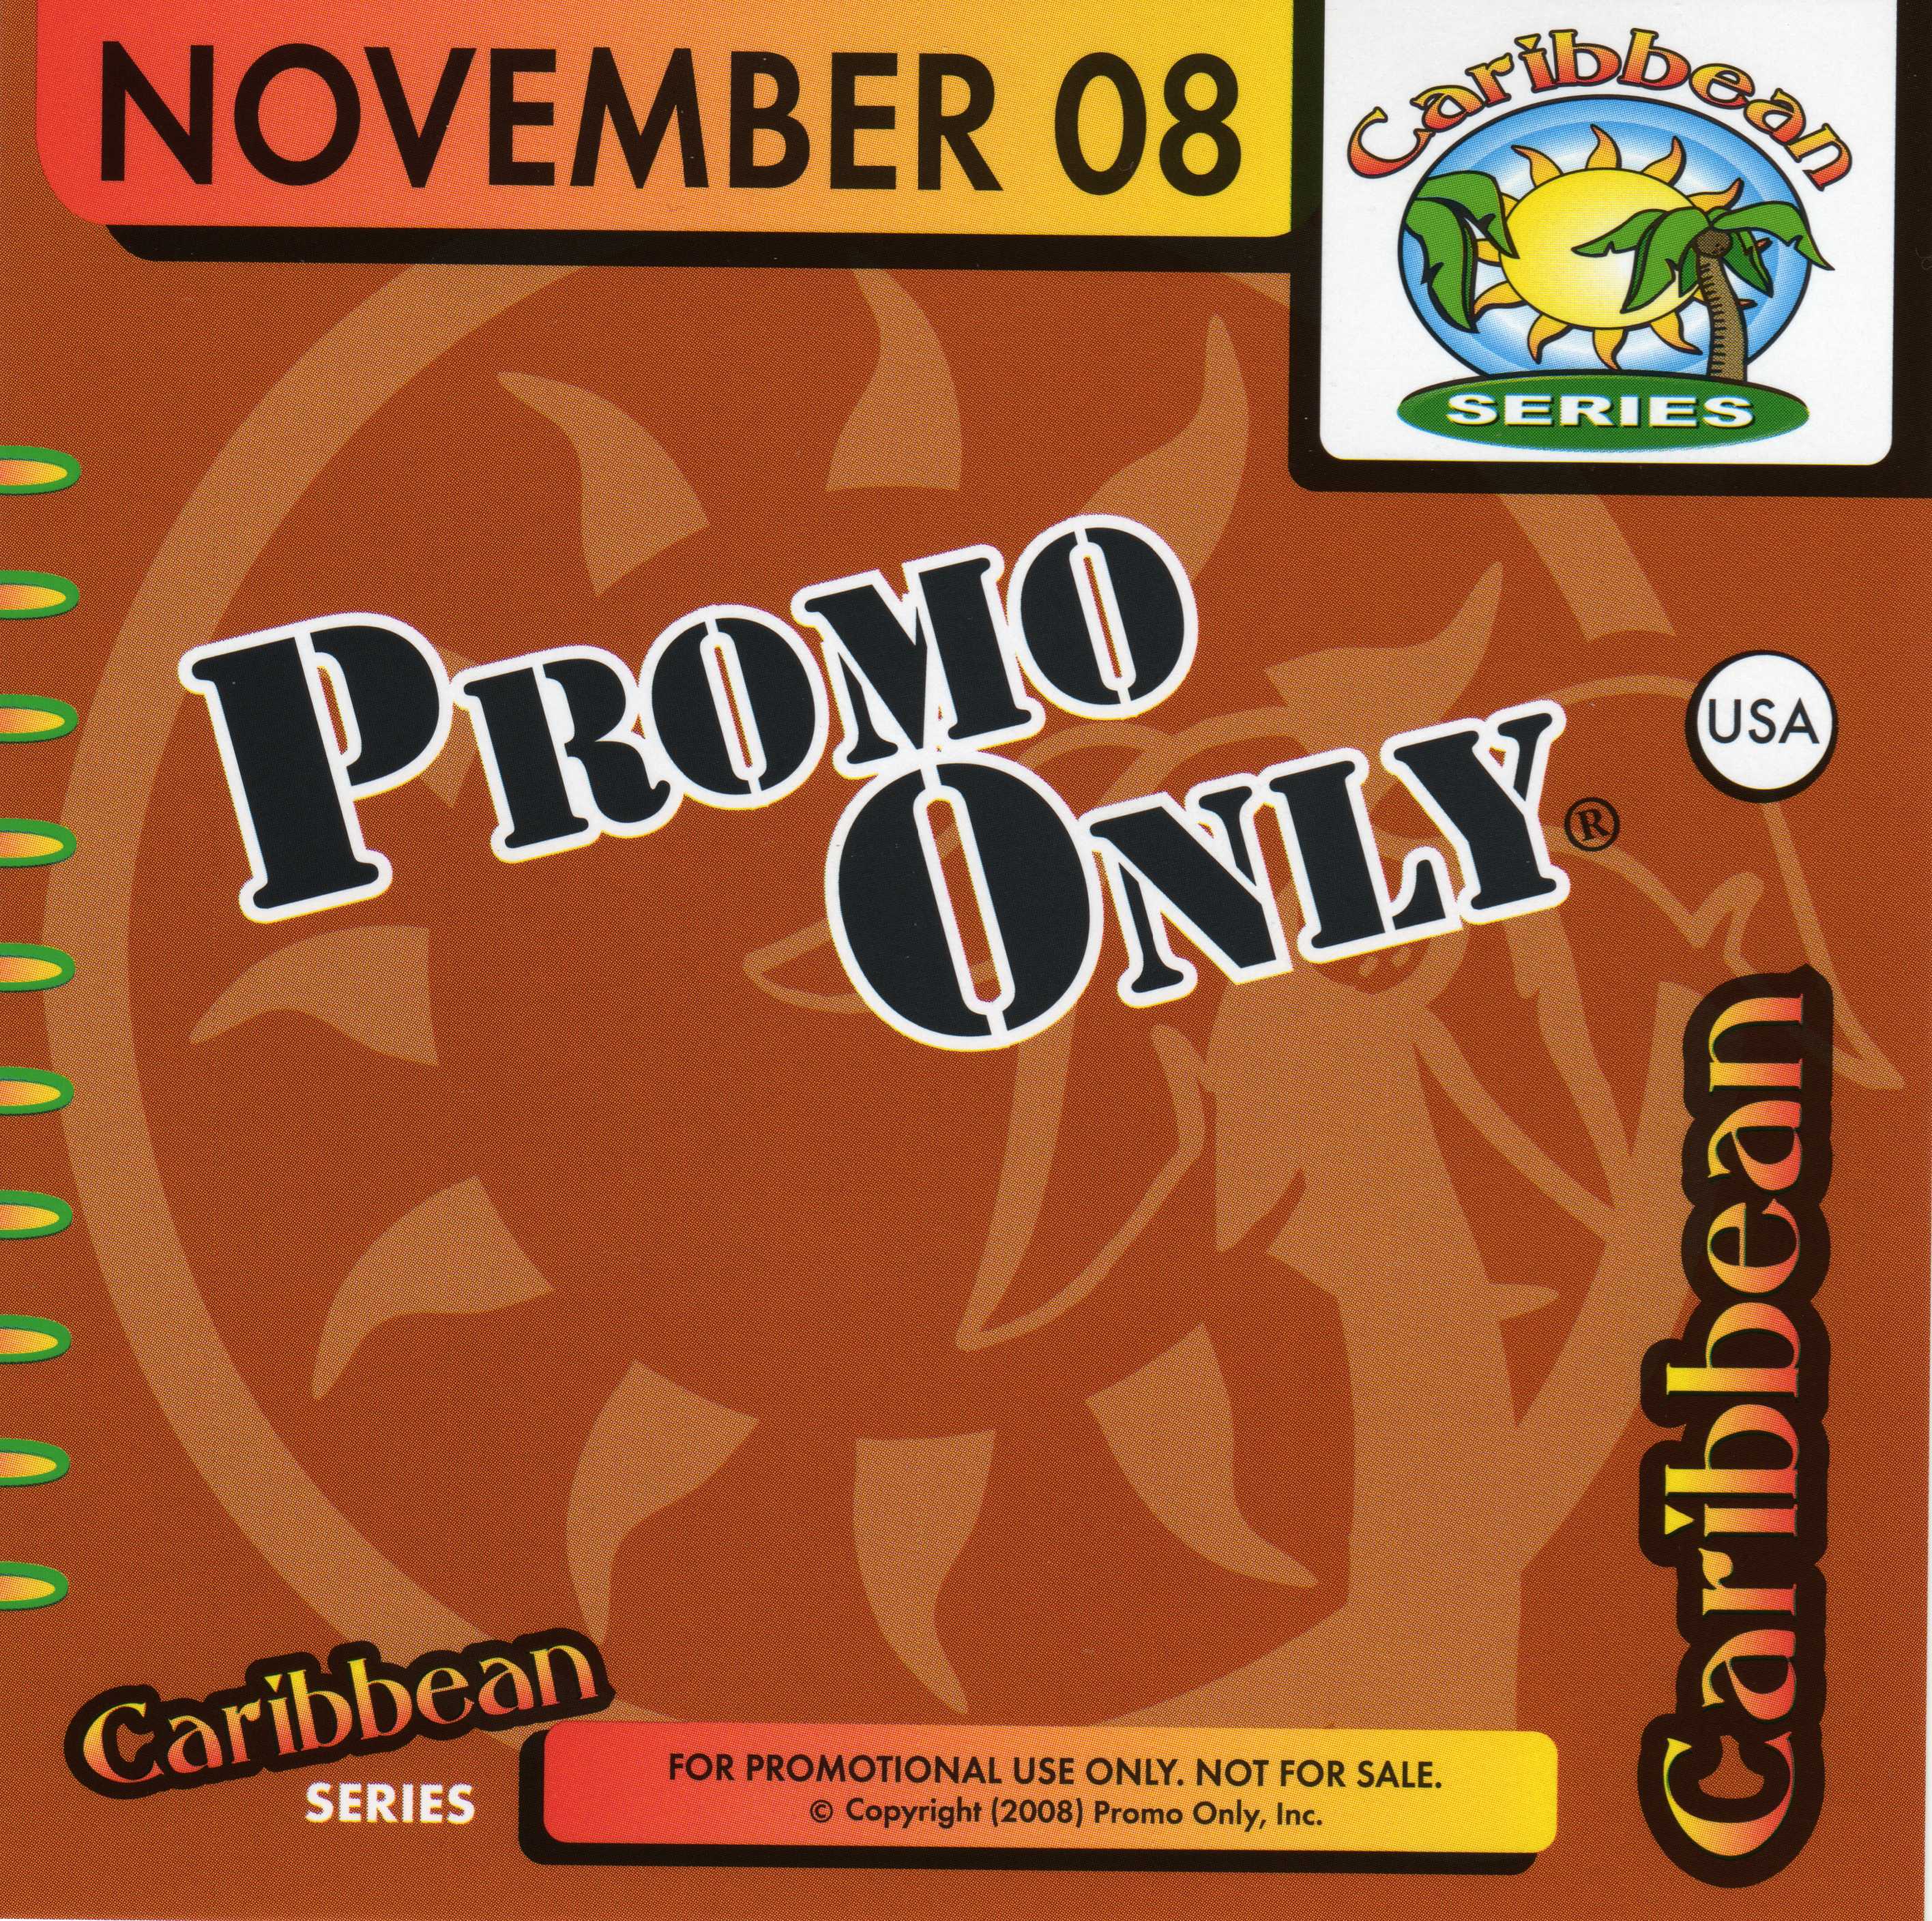 NOVEMBER 08
Caribbean
SERIES
PROMO
ONLY®
USA
Caribbean
Caribbean
SERIES
FOR PROMOTIONAL USE ONLY. NOT FOR SALE.
© Copyright (2008) Promo Only, Inc.